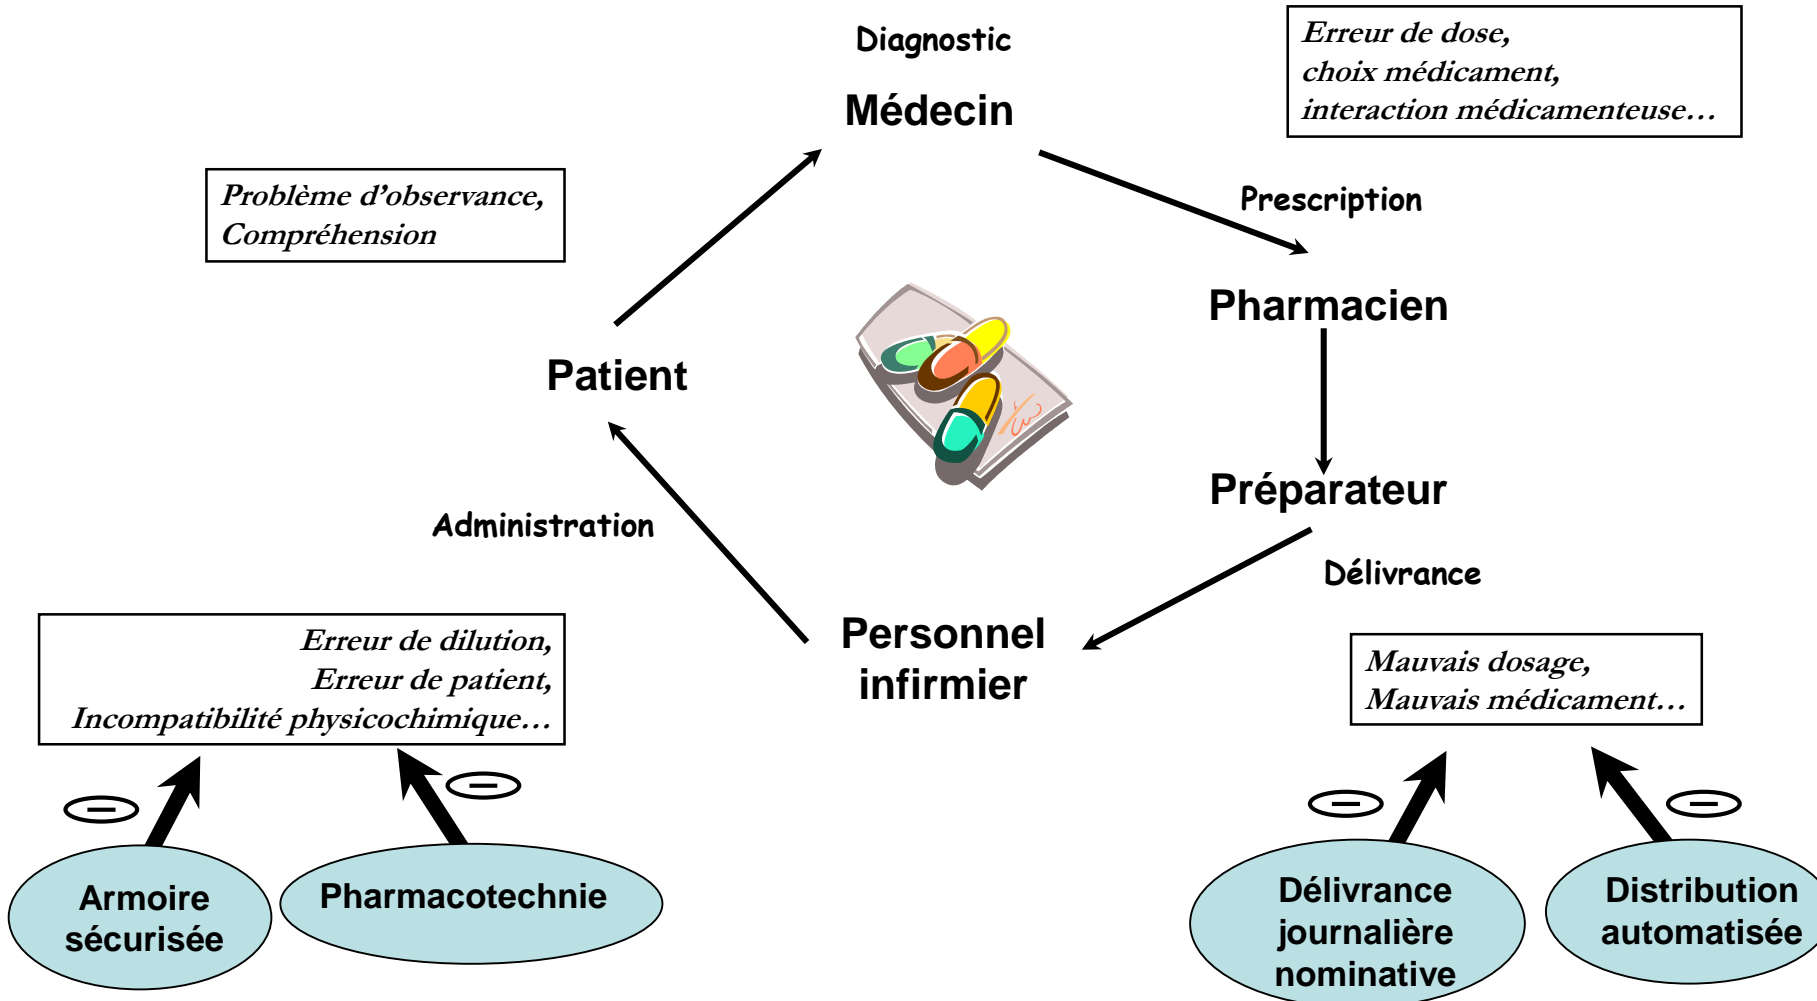 Diagnostic
Médecin
Erreur de dose,
choix médicament,
interaction médicamenteuse…
Problème d’observance,
Compréhension
Prescription
Pharmacien
Patient
Préparateur
Administration
Délivrance
Personnel
infirmier
Erreur de dilution,
Erreur de patient,
Incompatibilité physicochimique…
Mauvais dosage,
Mauvais médicament…
Armoire
sécurisée
Pharmacotechnie
Délivrance
journalière
nominative
Distribution
automatisée